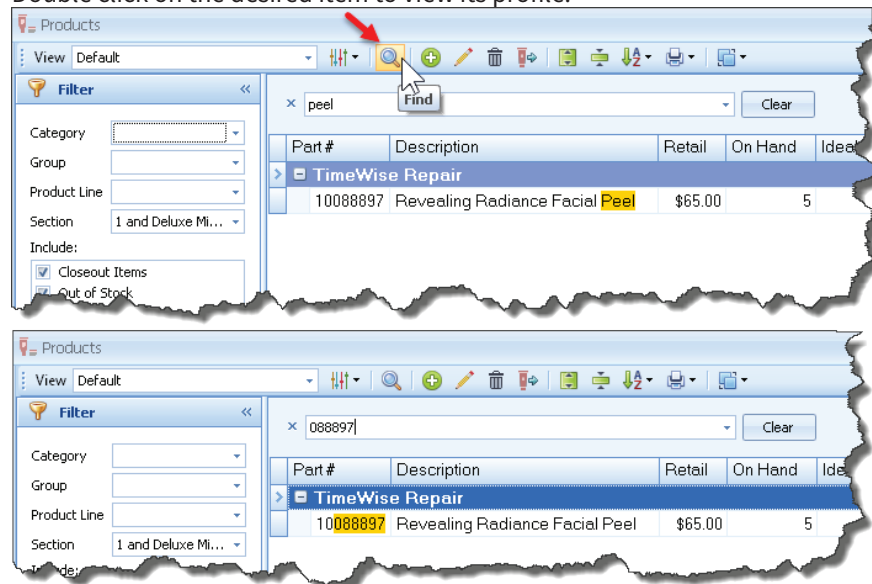 Double click on the desired item to view its profile.
Products
View Default
Find
Filter
peel Clear
Category
Group
Product Line
Section 1 and Deluxe Mi...
Include:
Closeout Items
Out of Stock
Part # Description Retail On Hand Ideal
TimeWise Repair
10088897 Revealing Radiance Facial Peel $65.00 5
Products
View Default
Filter
088897 Clear
Category
Group
Product Line
Section 1 and Deluxe Mi...
Part # Description Retail On Hand Ide
TimeWise Repair
10088897 Revealing Radiance Facial Peel $65.00 5